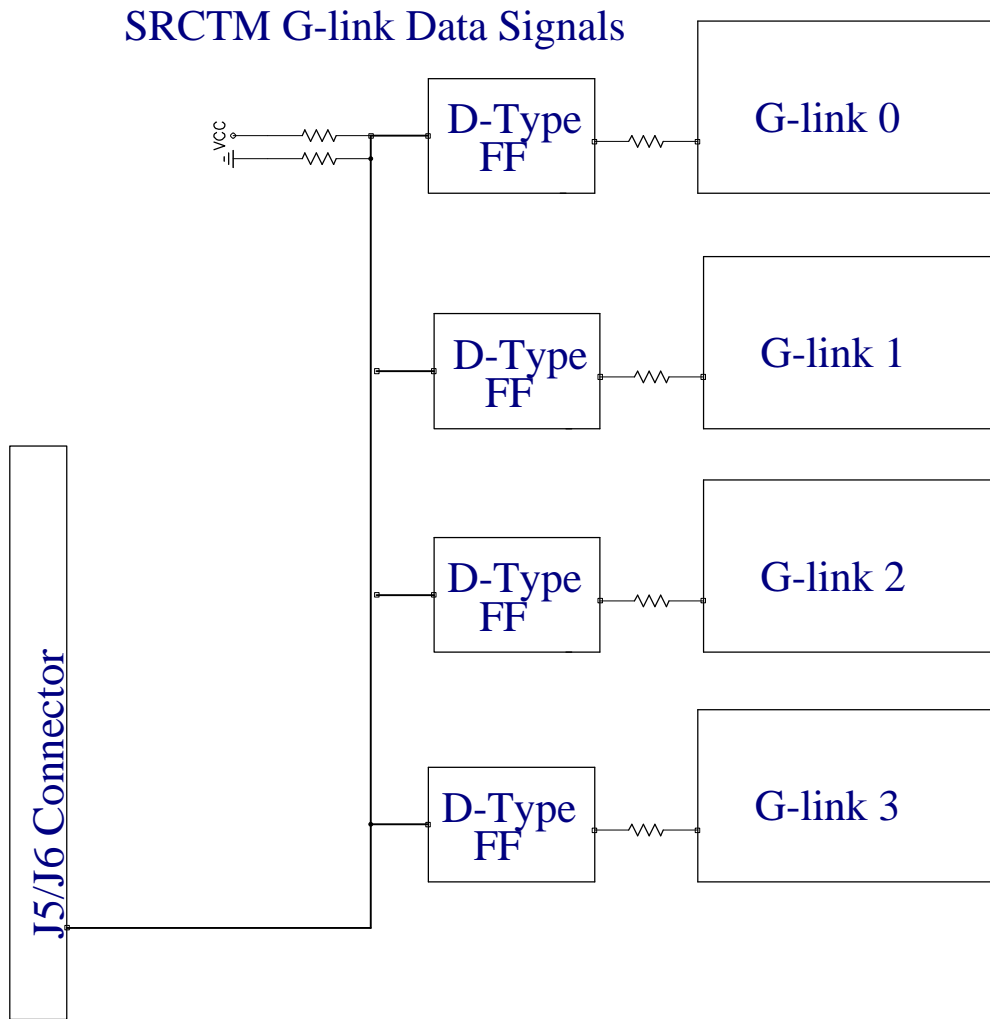 SRCTM G-link Data Signals
VCC
D-Type
FF
G-link 0
D-Type
FF
G-link 1
D-Type
FF
G-link 2
D-Type
FF
G-link 3
J5/J6 Connector